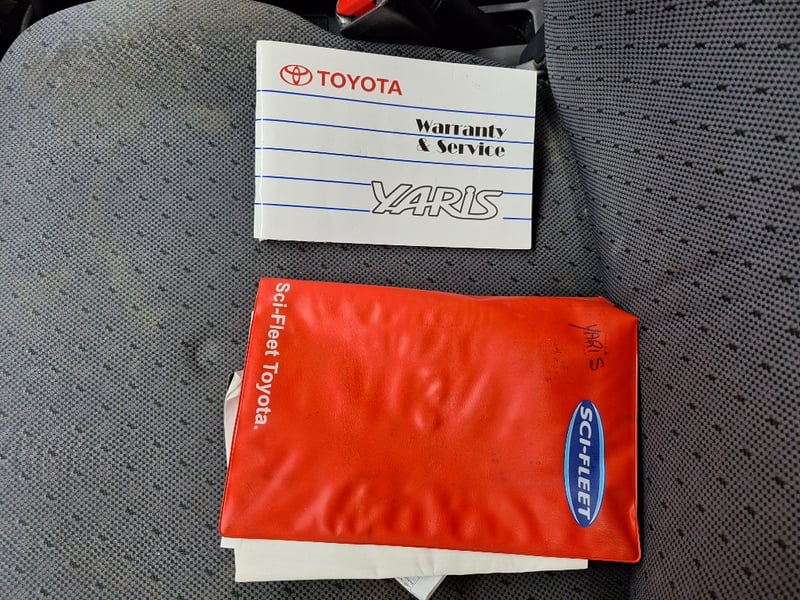 TOYOTA
Warranty
& Service
YARIS
Sci-Fleet Toyota.
YARIS
SCI-FLEET